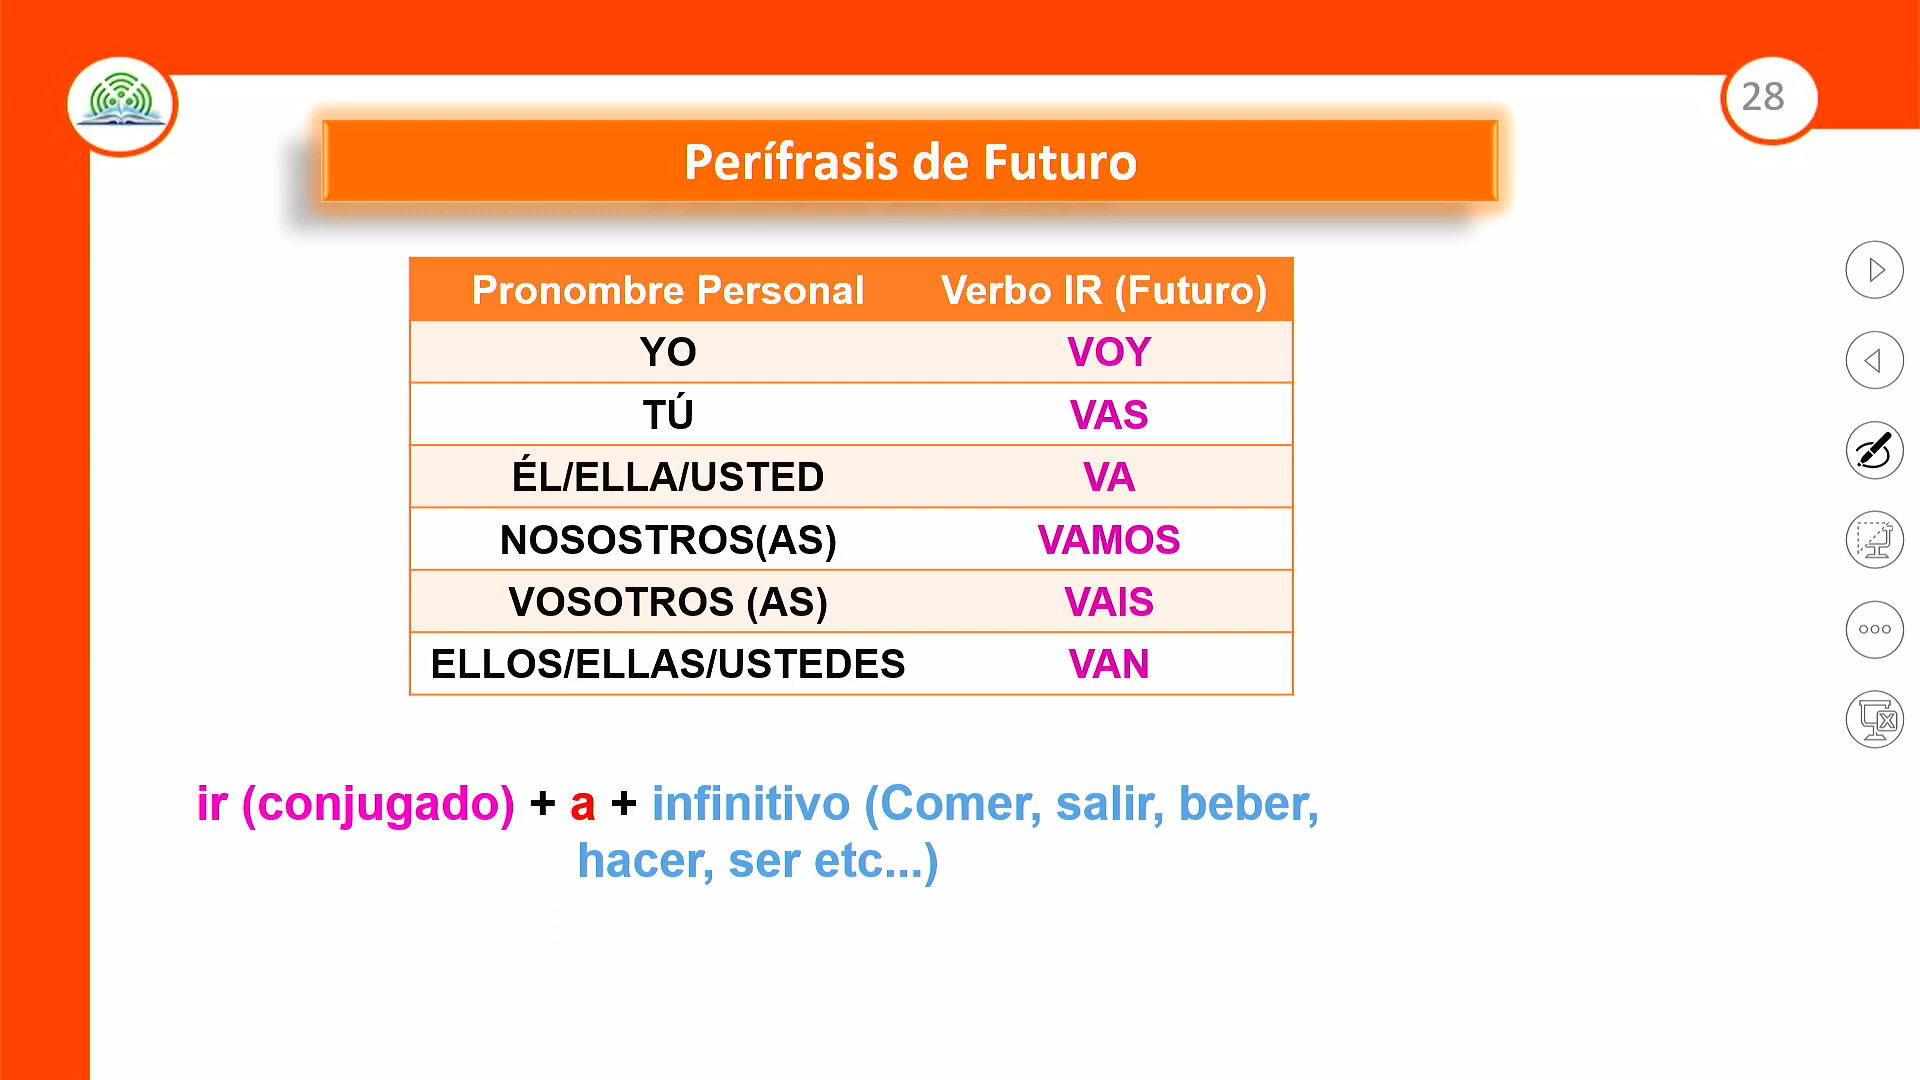 28
Perífrasis de Futuro
Pronombre Personal Verbo IR (Futuro)
YO VOY
TÚ VAS
ÉL/ELLA/USTED VA
NOSOSTROS(AS) VAMOS
VOSOTROS (AS) VAIS
ELLOS/ELLAS/USTEDES VAN
ir (conjugado) + a + infinitivo (Comer, salir, beber,
hacer, ser etc...)